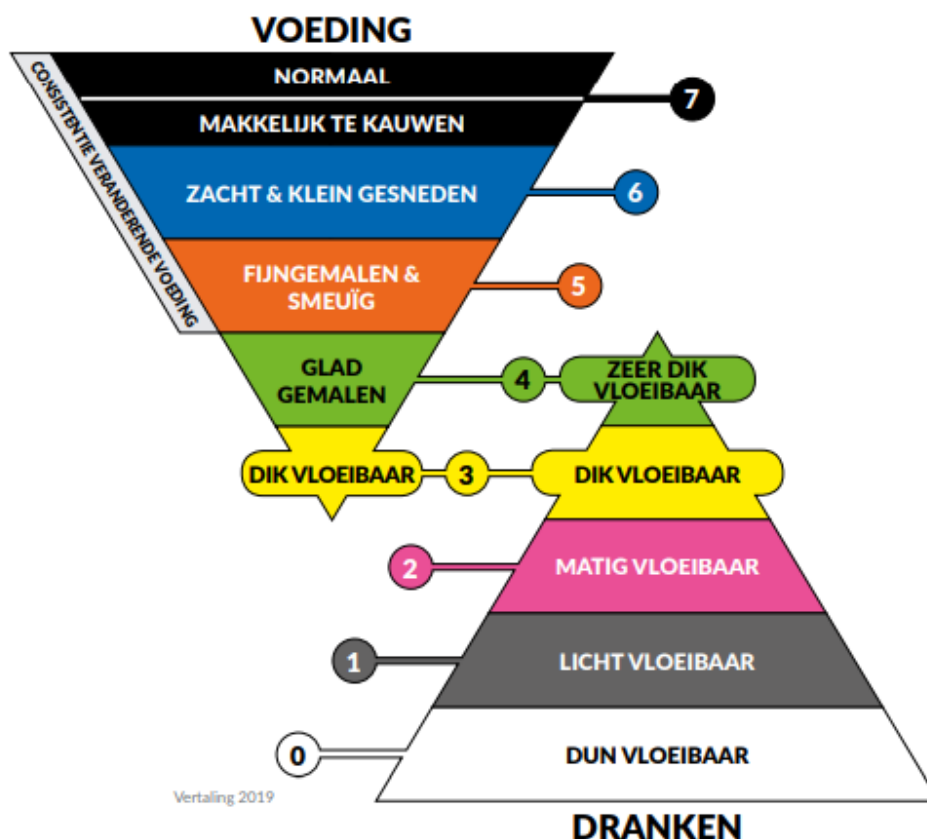 VOEDING
NORMAAL
7
MAKKELIJK TE KAUWEN
CONSISTENTIE VERANDERENDE VOEDING
ZACHT & KLEIN GESNEDEN
6
FIJNGEMALEN &
SMEUÏG
5
GLAD
GEMALEN
4
ZEER DIK
VLOEIBAAR
DIK VLOEIBAAR
3
DIK VLOEIBAAR
2
MATIG VLOEIBAAR
1
LICHT VLOEIBAAR
0
DUN VLOEIBAAR
Vertaling 2019
DRANKEN